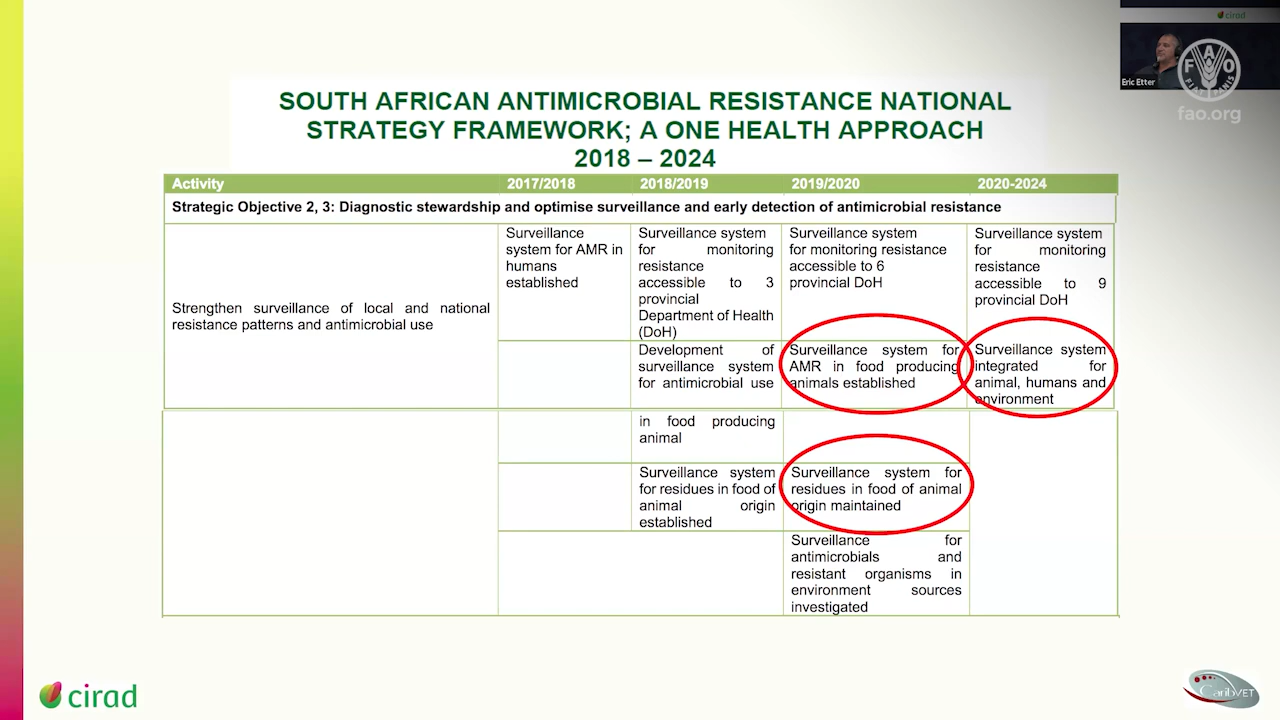 cirad
Eric Etter
FAO
FIAT PANIS
fao.org
SOUTH AFRICAN ANTIMICROBIAL RESISTANCE NATIONAL
STRATEGY FRAMEWORK; A ONE HEALTH APPROACH
2018 – 2024
Activity 2017/2018 2018/2019 2019/2020 2020-2024
Strategic Objective 2, 3: Diagnostic stewardship and optimise surveillance and early detection of antimicrobial resistance
Strengthen surveillance of local and national
resistance patterns and antimicrobial use
Surveillance
system for AMR in
humans
established
Surveillance system
for monitoring
resistance
accessible to 3
provincial
Department of Health
(DoH)
Surveillance system
for monitoring resistance
accessible to 6
provincial DoH
Surveillance system
for monitoring
resistance
accessible to 9
provincial DoH
Development of
surveillance system
for antimicrobial use
Surveillance system for
AMR in food producing
animals established
Surveillance system
integrated for
animal, humans and
environment
in food producing
animal
Surveillance system
for residues in food of
animal origin
established
Surveillance system for
residues in food of animal
origin maintained
Surveillance for
antimicrobials and
resistant organisms in
environment sources
investigated
cirad
CaribVET